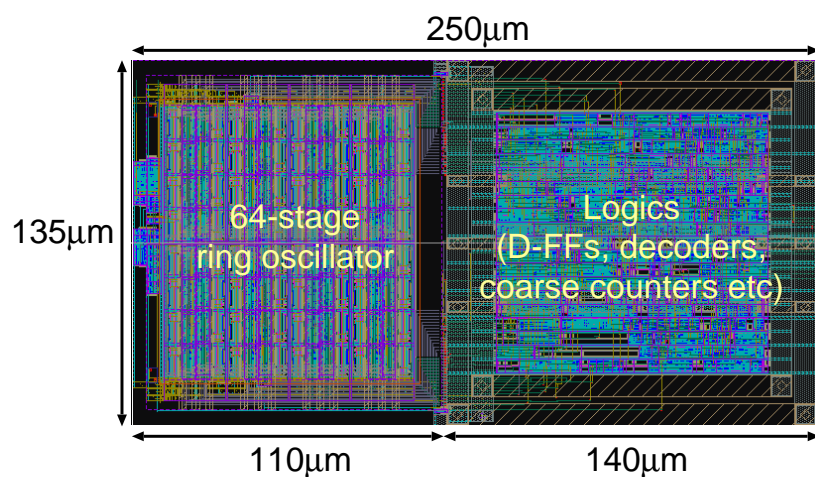 250μm
135μm
64-stage
ring oscillator
Logics
(D-FFs, decoders,
coarse counters etc)
110μm
140μm